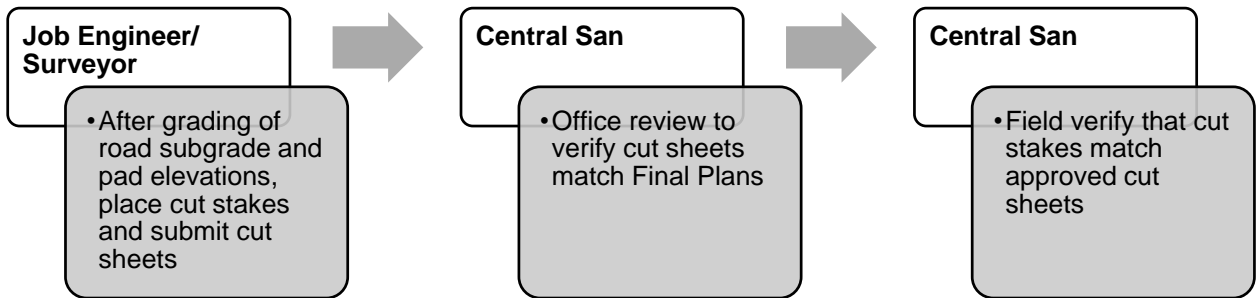 Job Engineer/
Surveyor
•After grading of
road subgrade and
pad elevations,
place cut stakes
and submit cut
sheets
Central San
•Office review to
verify cut sheets
match Final Plans
Central San
•Field verify that cut
stakes match
approved cut
sheets